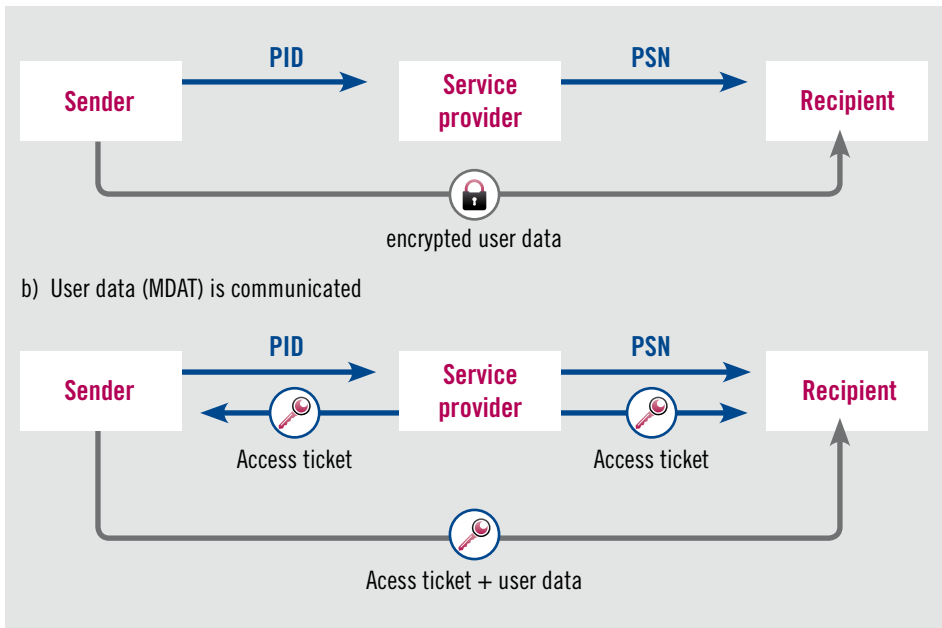 PID
PSN
Sender
Service
provider
Recipient
encrypted user data
b) User data (MDAT) is communicated
PID
PSN
Sender
Service
provider
Recipient
Access ticket
Access ticket
Acess ticket + user data